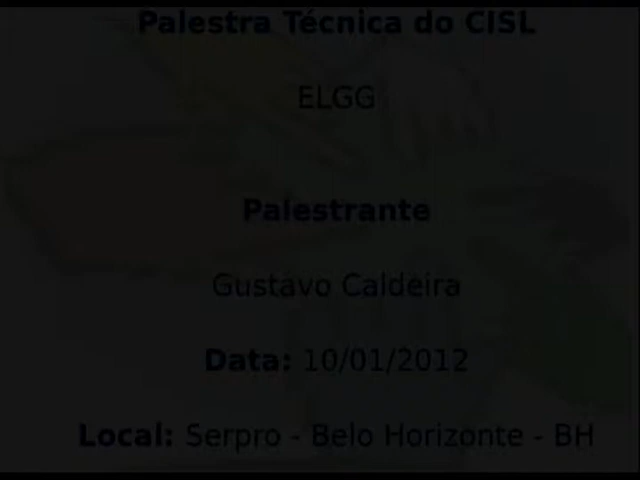 Palestra Técnica do CISL
ELGG
Palestrante
Gustavo Caldeira
Data: 10/01/2012
Local: Serpro - Belo Horizonte - BH